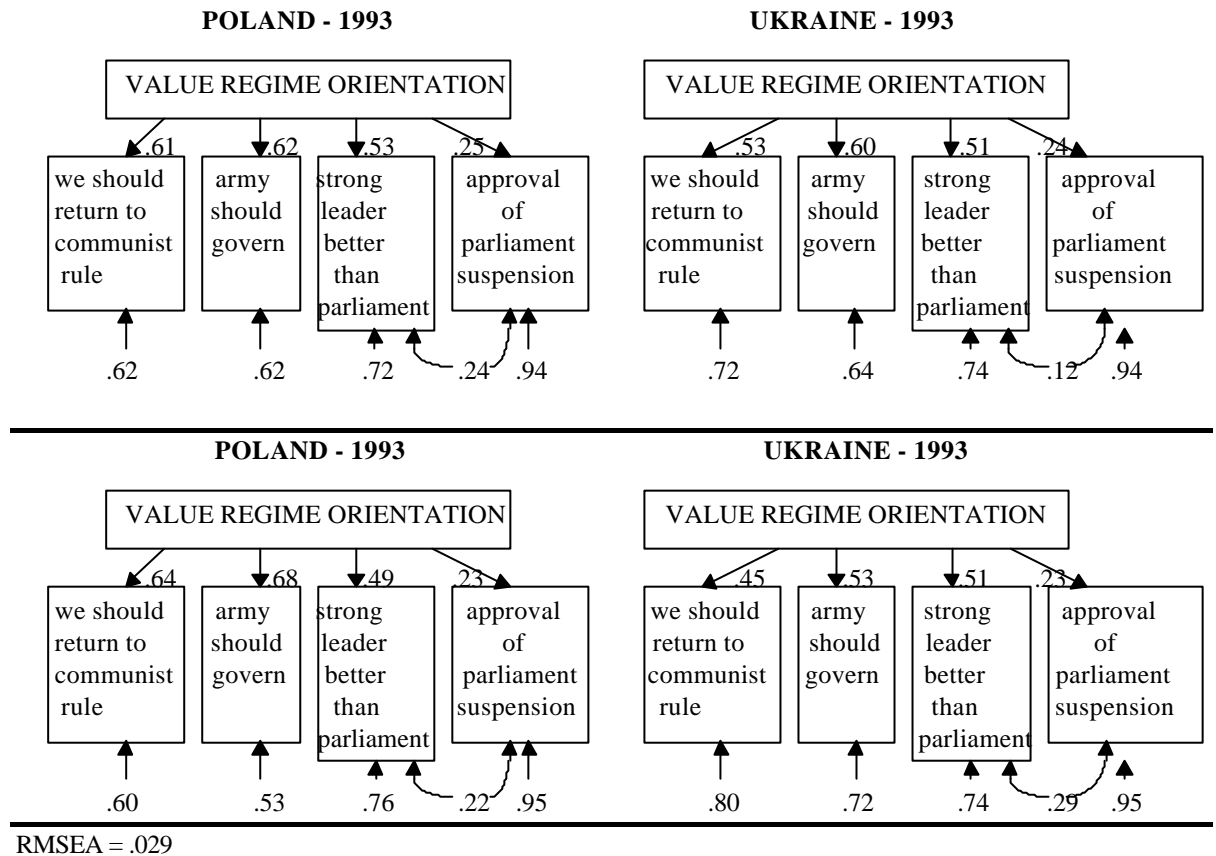 POLAND - 1993 UKRAINE - 1993
VALUE REGIME ORIENTATION VALUE REGIME ORIENTATION
.61 .62 .53 .25 .53 .60 .51 .24
we should army strong approval we should army strong approval
return to should leader of return to should leader of
communist govern better parliament communist govern better parliament
rule than suspension rule than suspension
parliament parliament
.62 .62 .72 .24 .94 .72 .64 .74 .12 .94
POLAND - 1993 UKRAINE - 1993
VALUE REGIME ORIENTATION VALUE REGIME ORIENTATION
.64 .68 .49 .23 .45 .53 .51 .23
we should army strong approval we should army strong approval
return to should leader of return to should leader of
communist govern better parliament communist govern better parliament
rule than suspension rule than suspension
parliament parliament
.60 .53 .76 .22 .95 .80 .72 .74 .29 .95
RMSEA = .029